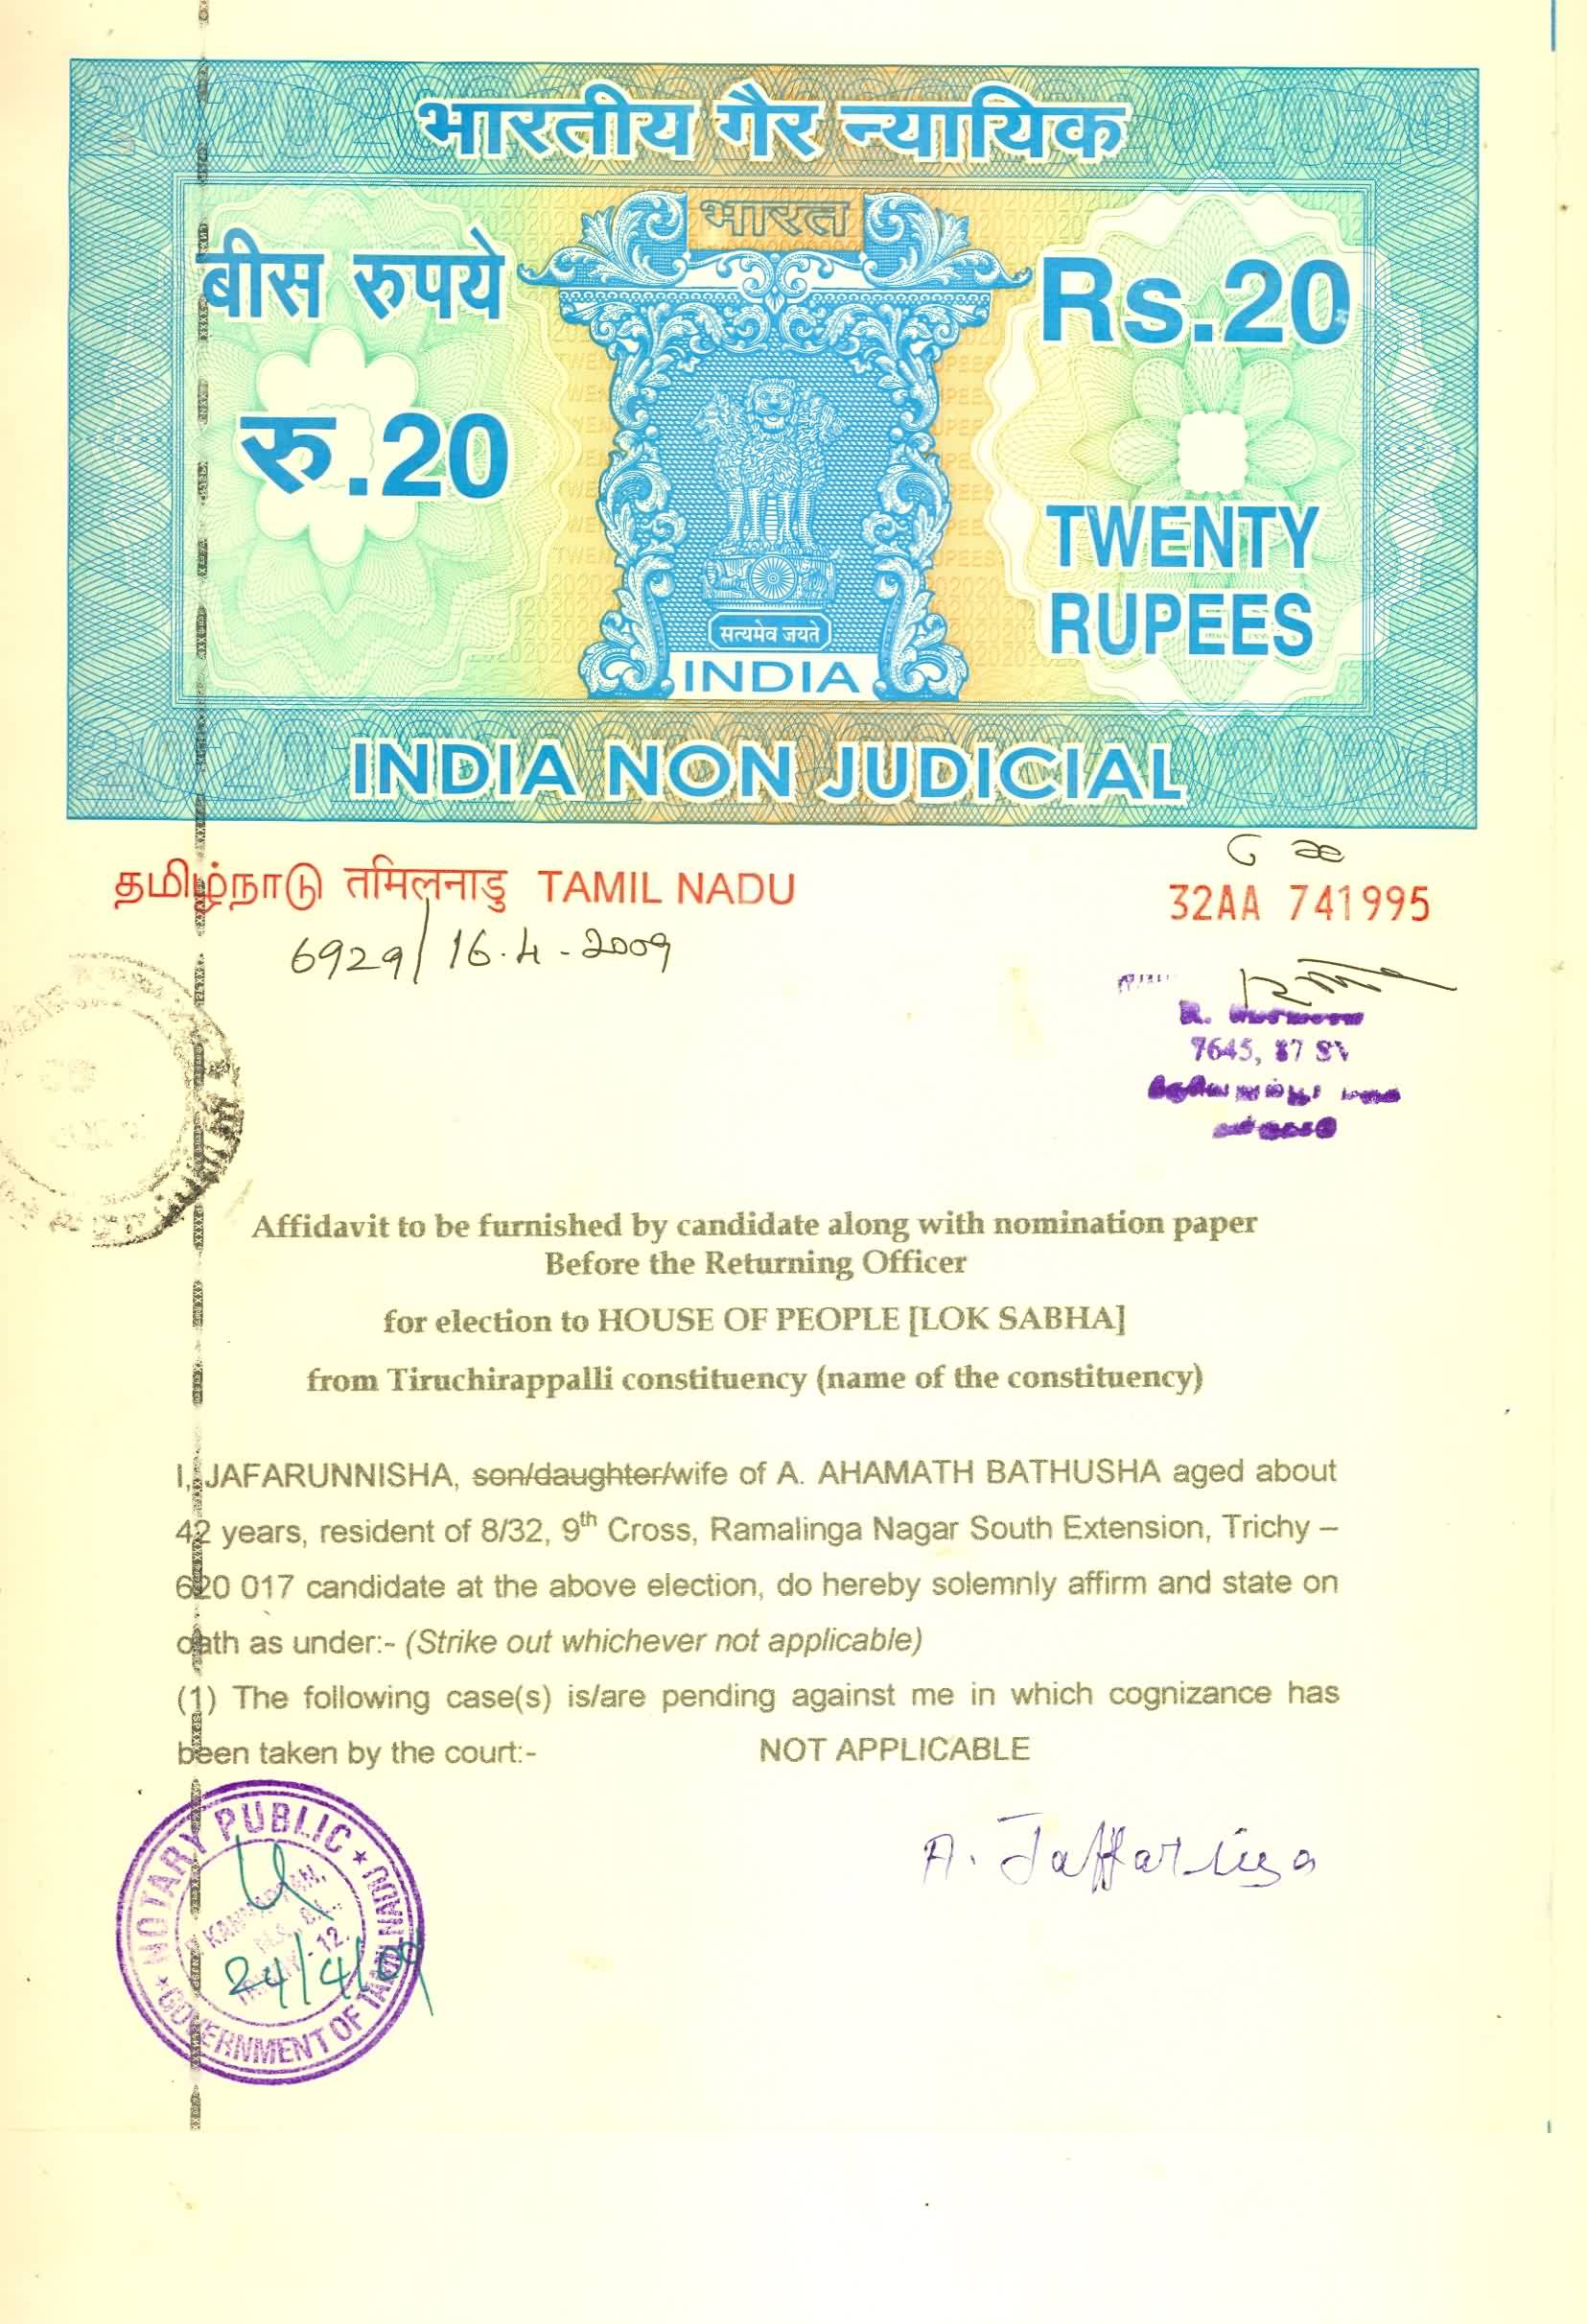 भारतीय गैर न्यायिक
भारत
बीस रुपये
Rs.20
रु.20
TWENTY
RUPEES
सत्यमेव जयते
INDIA
INDIA NON JUDICIAL
தமிழ்நாடு तमिलनाडु TAMIL NADU
32AA 741995
6929/16.4-2009
R.
7645,
Affidavit to be furnished by candidate along with nomination paper
Before the Returning Officer
for election to HOUSE OF PEOPLE [LOK SABHA]
from Tiruchirappalli constituency (name of the constituency)
I, JAFARUNNISHA, son/daughter/wife of A. AHAMATH BATHUSHA aged about
42 years, resident of 8/32, 9th Cross, Ramalinga Nagar South Extension, Trichy –
620 017 candidate at the above election, do hereby solemnly affirm and state on
oath as under:- (Strike out whichever not applicable)
(1) The following case(s) is/are pending against me in which cognizance has
been taken by the court:- NOT APPLICABLE
NOTARY PUBLIC
GOVERNMENT OF TAMIL NADU
24/4/09